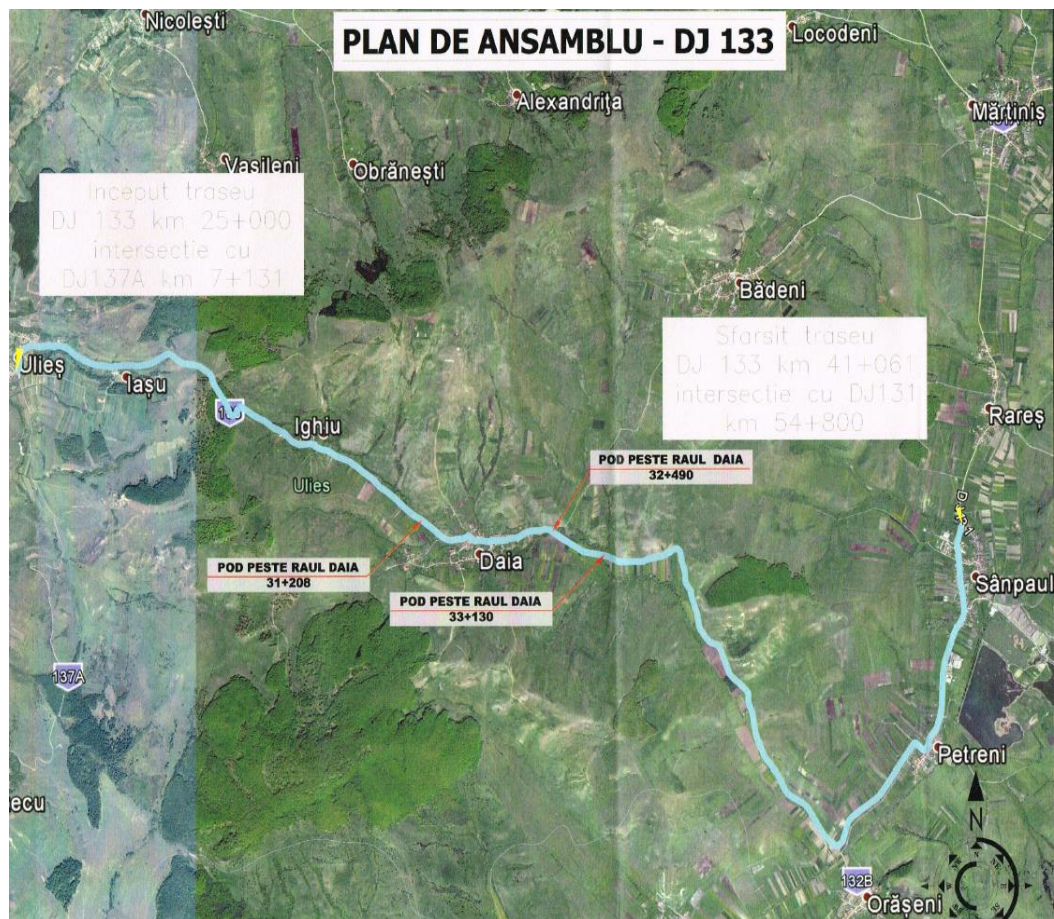 Nicolești
PLAN DE ANSAMBLU - DJ 133
Locodeni
Alexandrița
Mărtiniș
Vasileni
Obrănești
Inceput traseu
DJ 133 km 25+000
intersectie cu
DJ137A km 7+131
Bădeni
Sfarsit traseu
DJ 133 km 41+061
intersectie cu DJ131
km 54+800
Ulieș
Iașu
Rareș
Ighiu
POD PESTE RAUL DAIA
32+490
Ulies
Daia
POD PESTE RAUL DAIA
31+208
POD PESTE RAUL DAIA
33+130
Sânpaul
137A
Petreni
ecu
N
132B
Orășeni